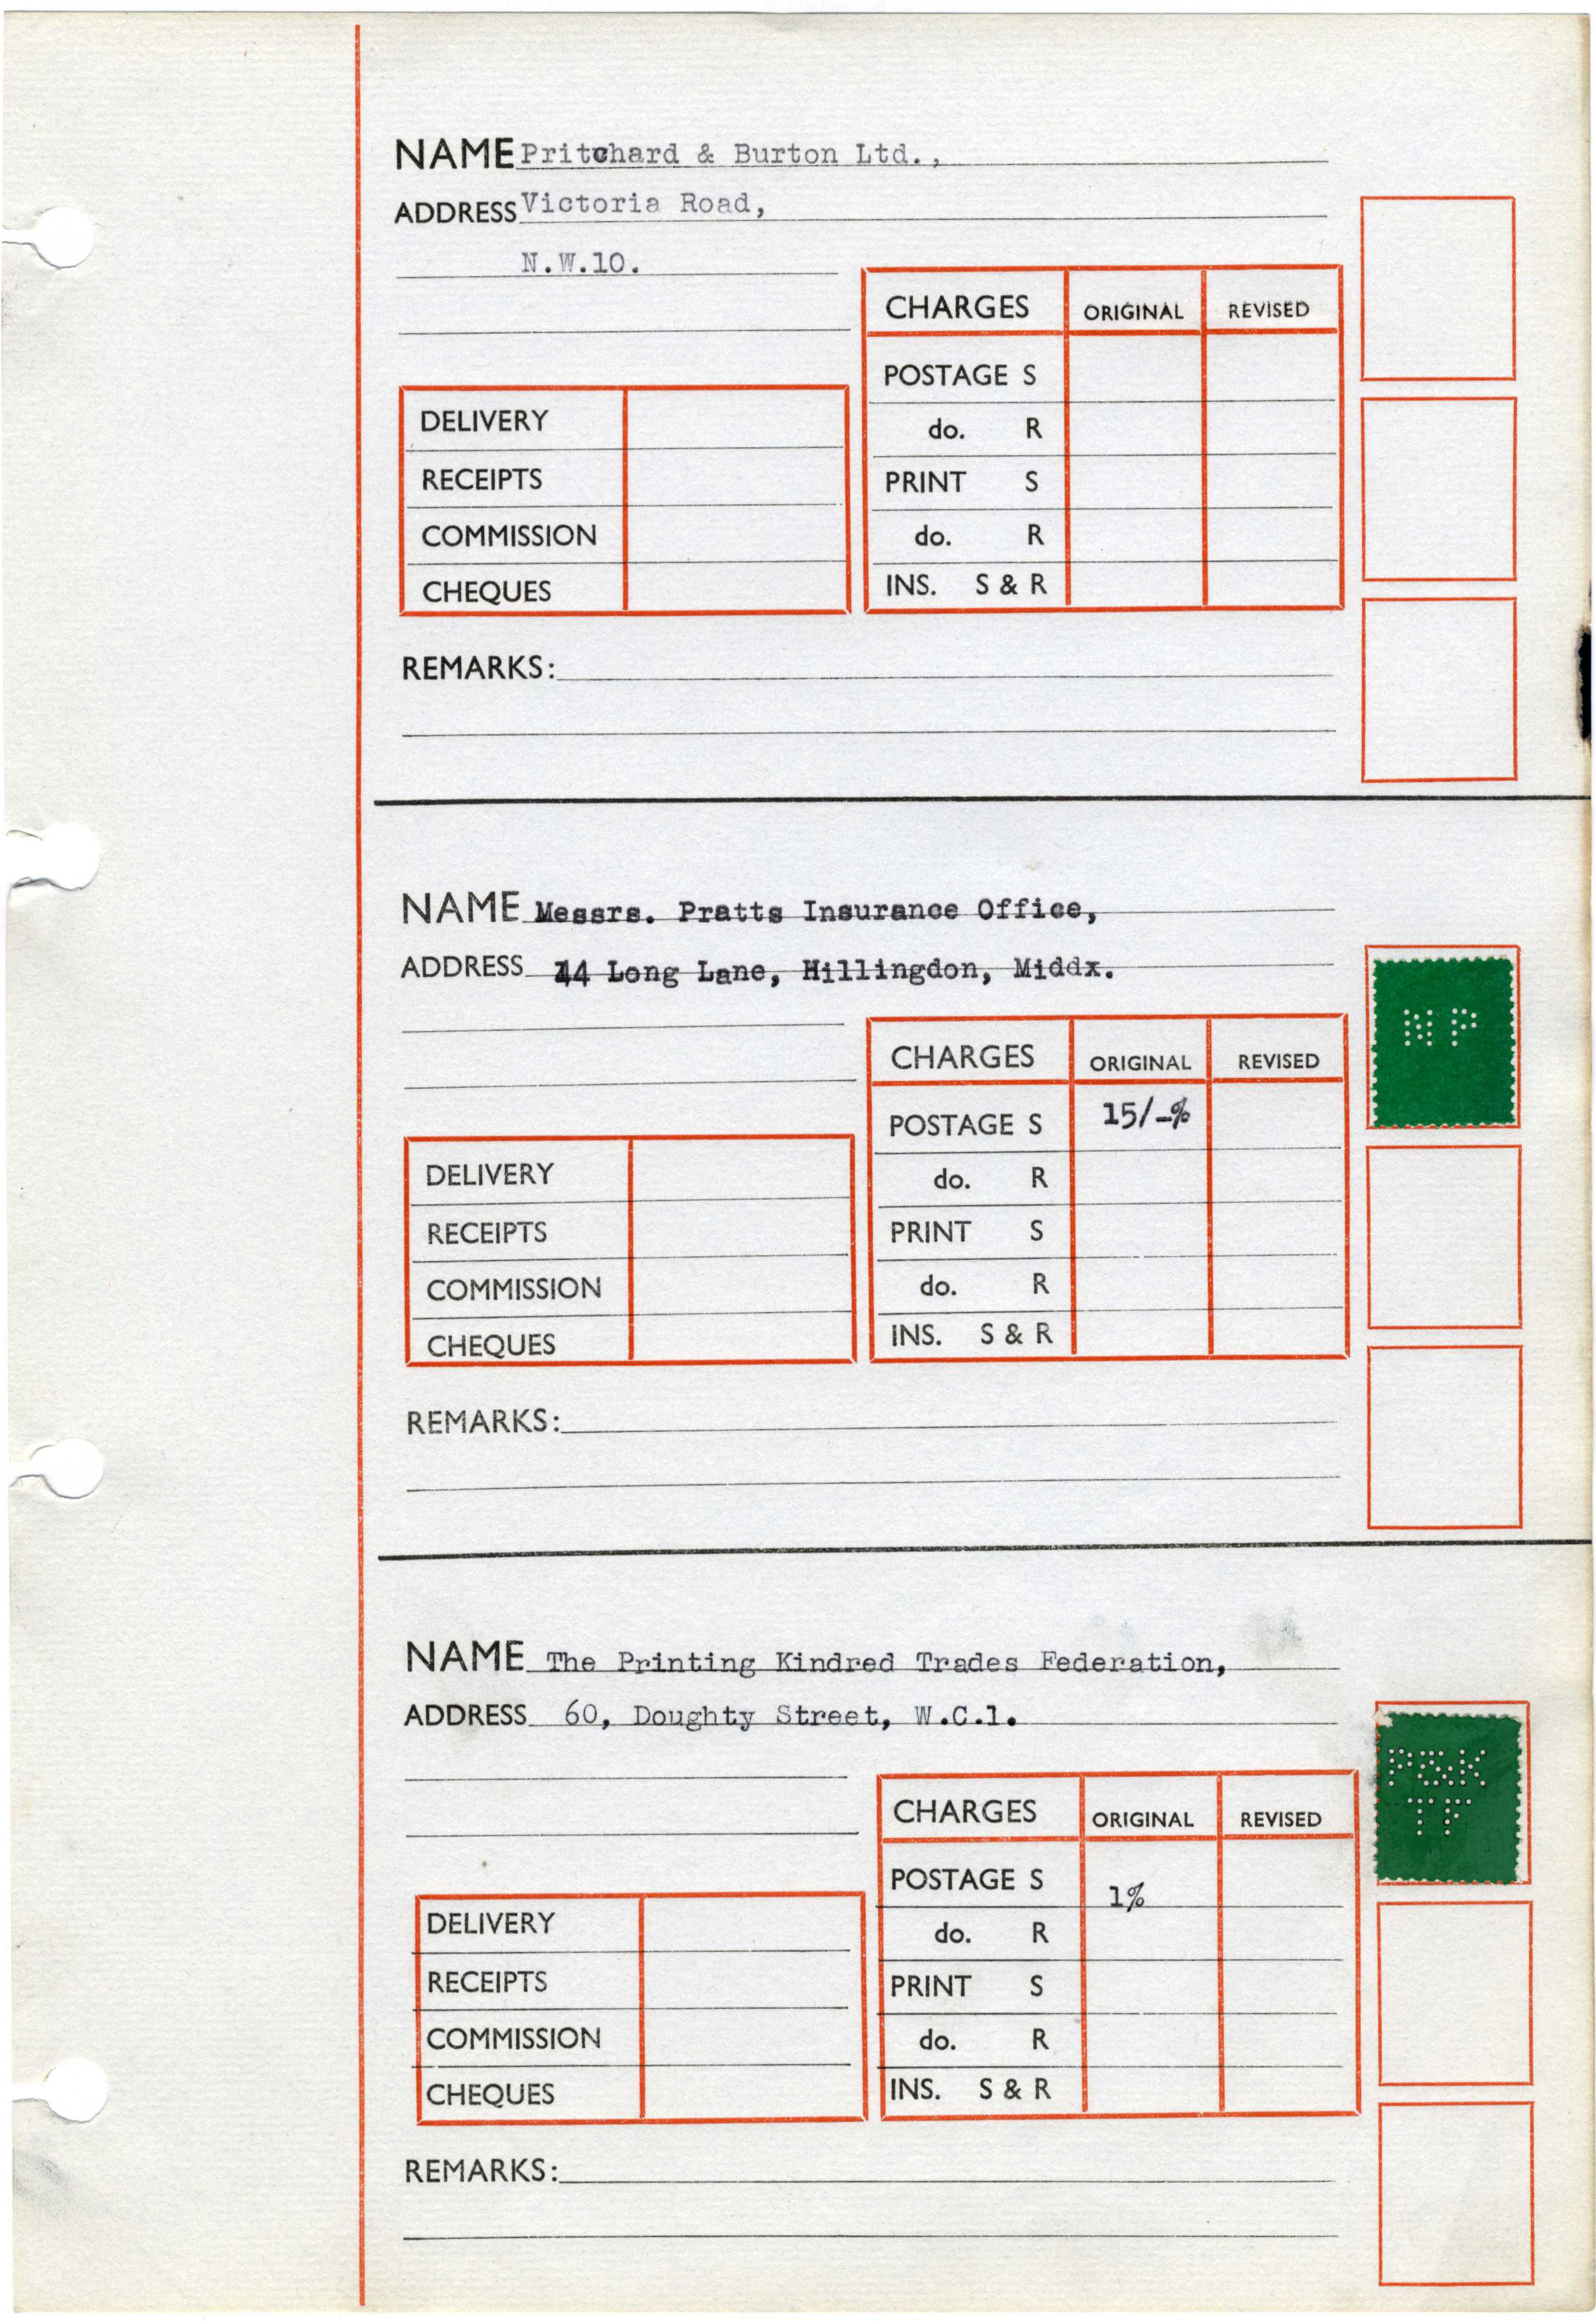 NAME Pritchard & Burton Ltd.,
ADDRESS Victoria Road,
N.W.10.
CHARGES ORIGINAL REVISED
POSTAGE S
do. R
PRINT S
do. R
INS. S & R
DELIVERY
RECEIPTS
COMMISSION
CHEQUES
REMARKS:
NAME Messrs. Pratts Insurance Office,
ADDRESS 44 Long Lane, Hillingdon, Middx.
NP
CHARGES ORIGINAL REVISED
POSTAGE S 15/-%
do. R
PRINT S
do. R
INS. S & R
DELIVERY
RECEIPTS
COMMISSION
CHEQUES
REMARKS:
NAME The Printing Kindred Trades Federation,
ADDRESS 60, Doughty Street, W.C.1.
P&K
TF
CHARGES ORIGINAL REVISED
POSTAGE S 1%
do. R
PRINT S
do. R
INS. S & R
DELIVERY
RECEIPTS
COMMISSION
CHEQUES
REMARKS: